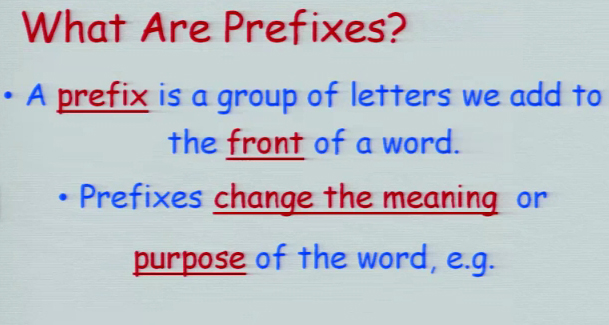 What Are Prefixes?
• A prefix is a group of letters we add to
the front of a word.
• Prefixes change the meaning or
purpose of the word, e.g.